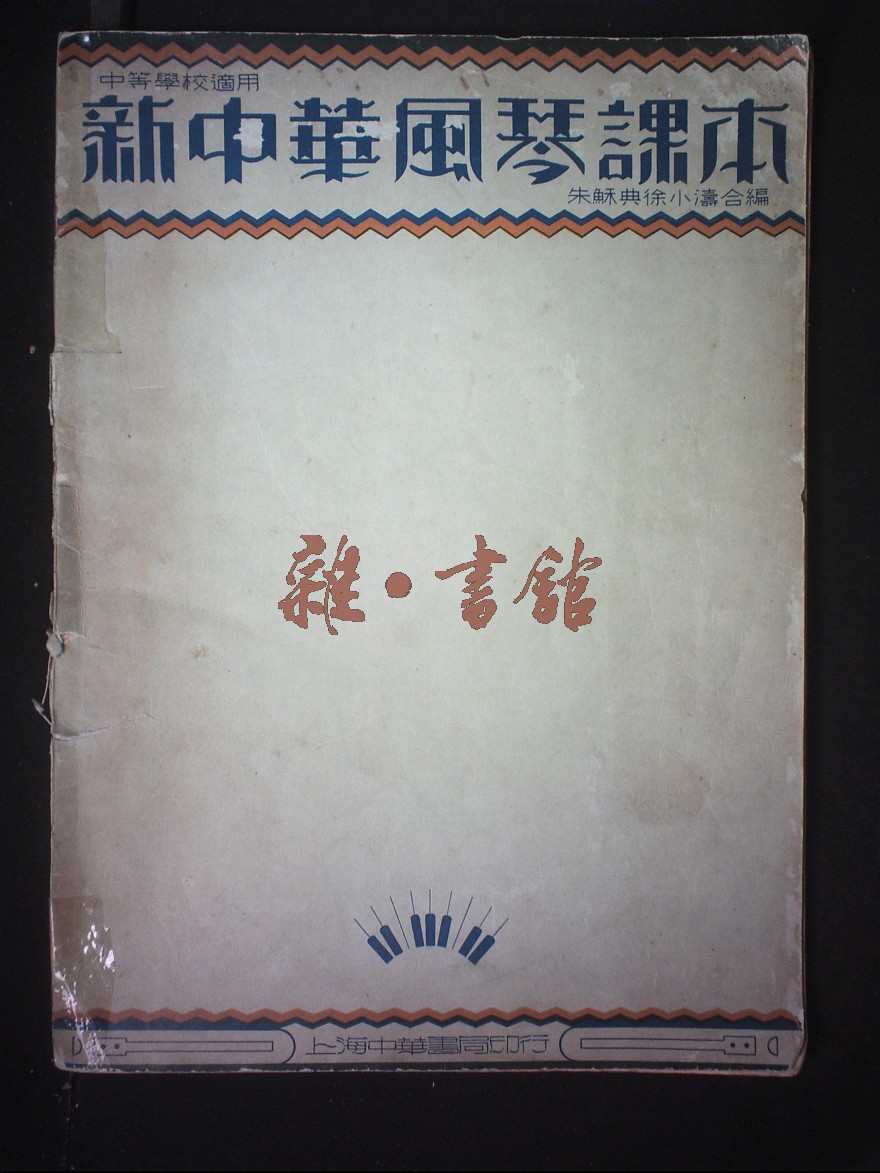 中等學校適用
新中華風琴課本
朱穌典徐小濤合編
雜·書館
上海中華書局印行